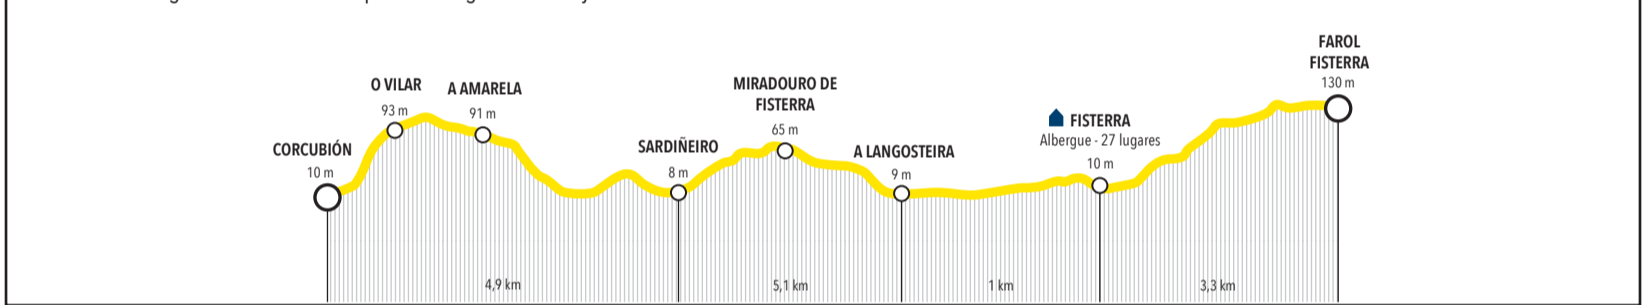 FAROL
FISTERRA
130 m
O VILAR
93 m
A AMARELA
91 m
MIRADOURO DE
FISTERRA
65 m
FISTERRA
Albergue - 27 lugares
10 m
CORCUBIÓN
10 m
SARDIÑEIRO
8 m
A LANGOSTEIRA
9 m
4,9 km
5,1 km
1 km
3,3 km